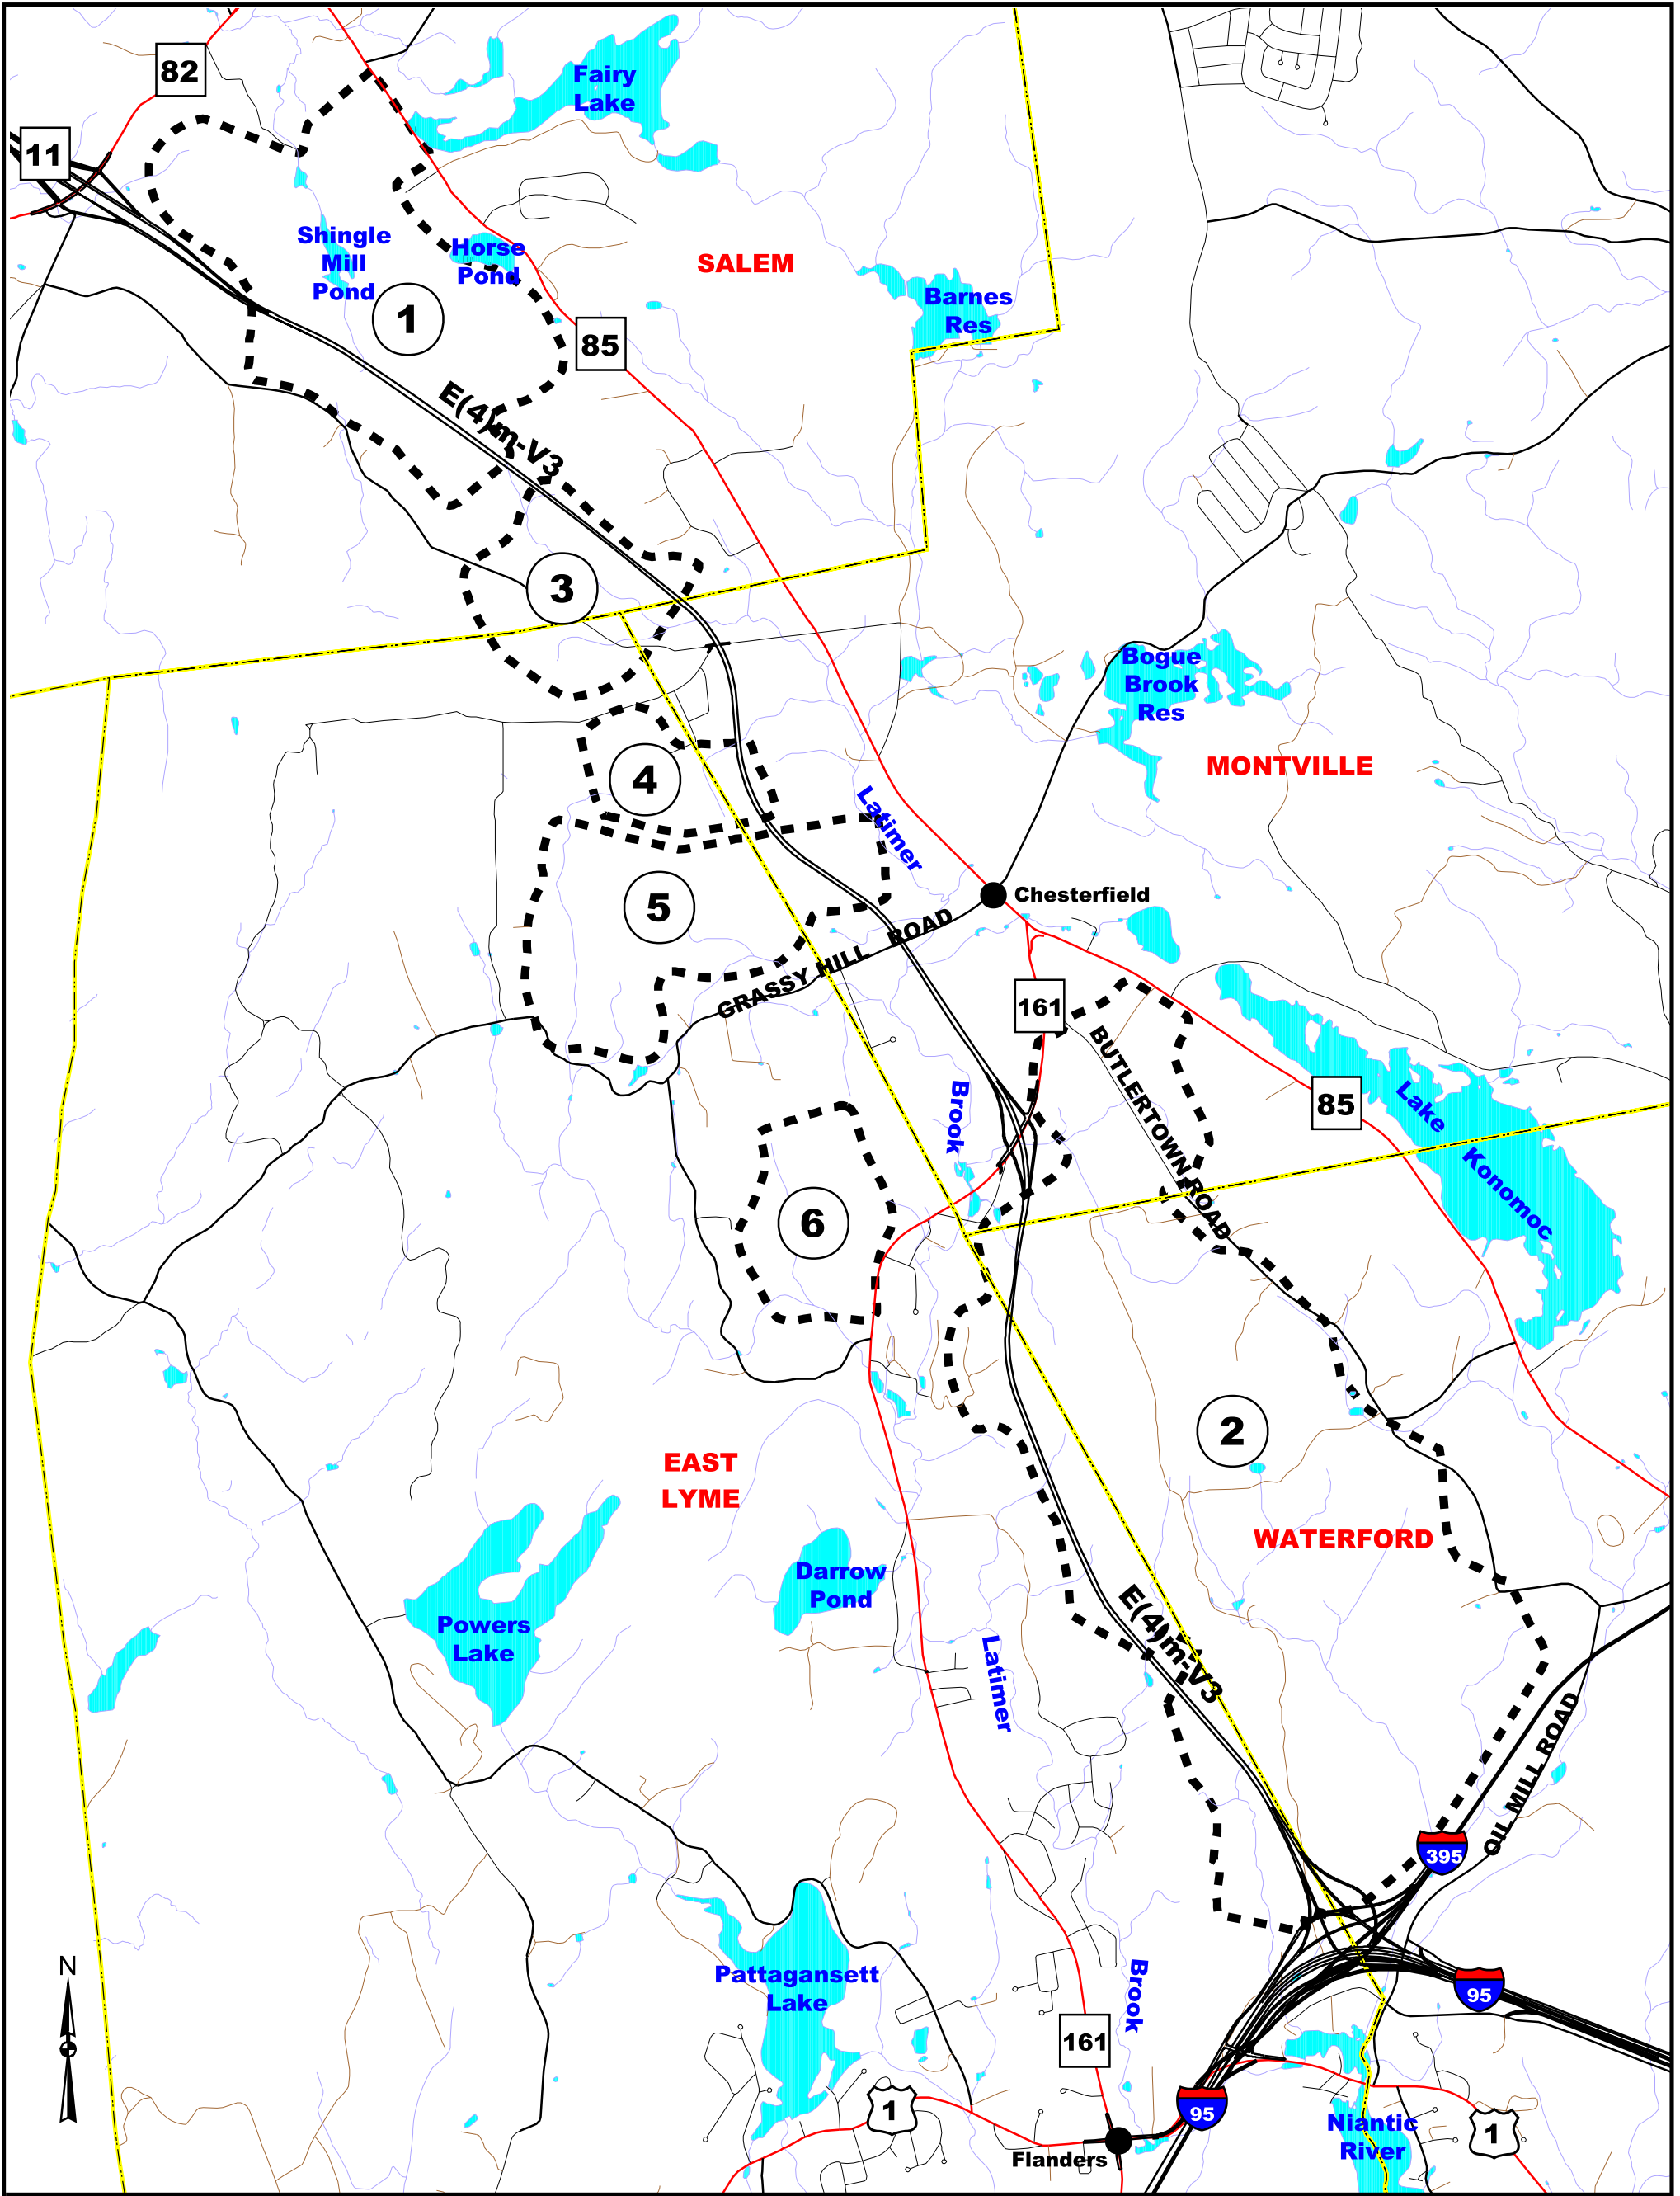 82
Fairy
Lake
11
Shingle
Mill
Pond
Horse
Pond
SALEM
Barnes
Res
1
85
E(4)m-V3
3
Bogue
Brook
Res
MONTVILLE
4
Latimer
5
Chesterfield
GRASSY HILL ROAD
161
BUTLERTOWN ROAD
85
Lake
Konomoc
Brook
6
2
EAST
LYME
WATERFORD
Darrow
Pond
Powers
Lake
E(4)m-V3
Latimer
OIL MILL ROAD
395
N
Pattagansett
Lake
Brook
95
161
1
95
Niantic
River
1
Flanders